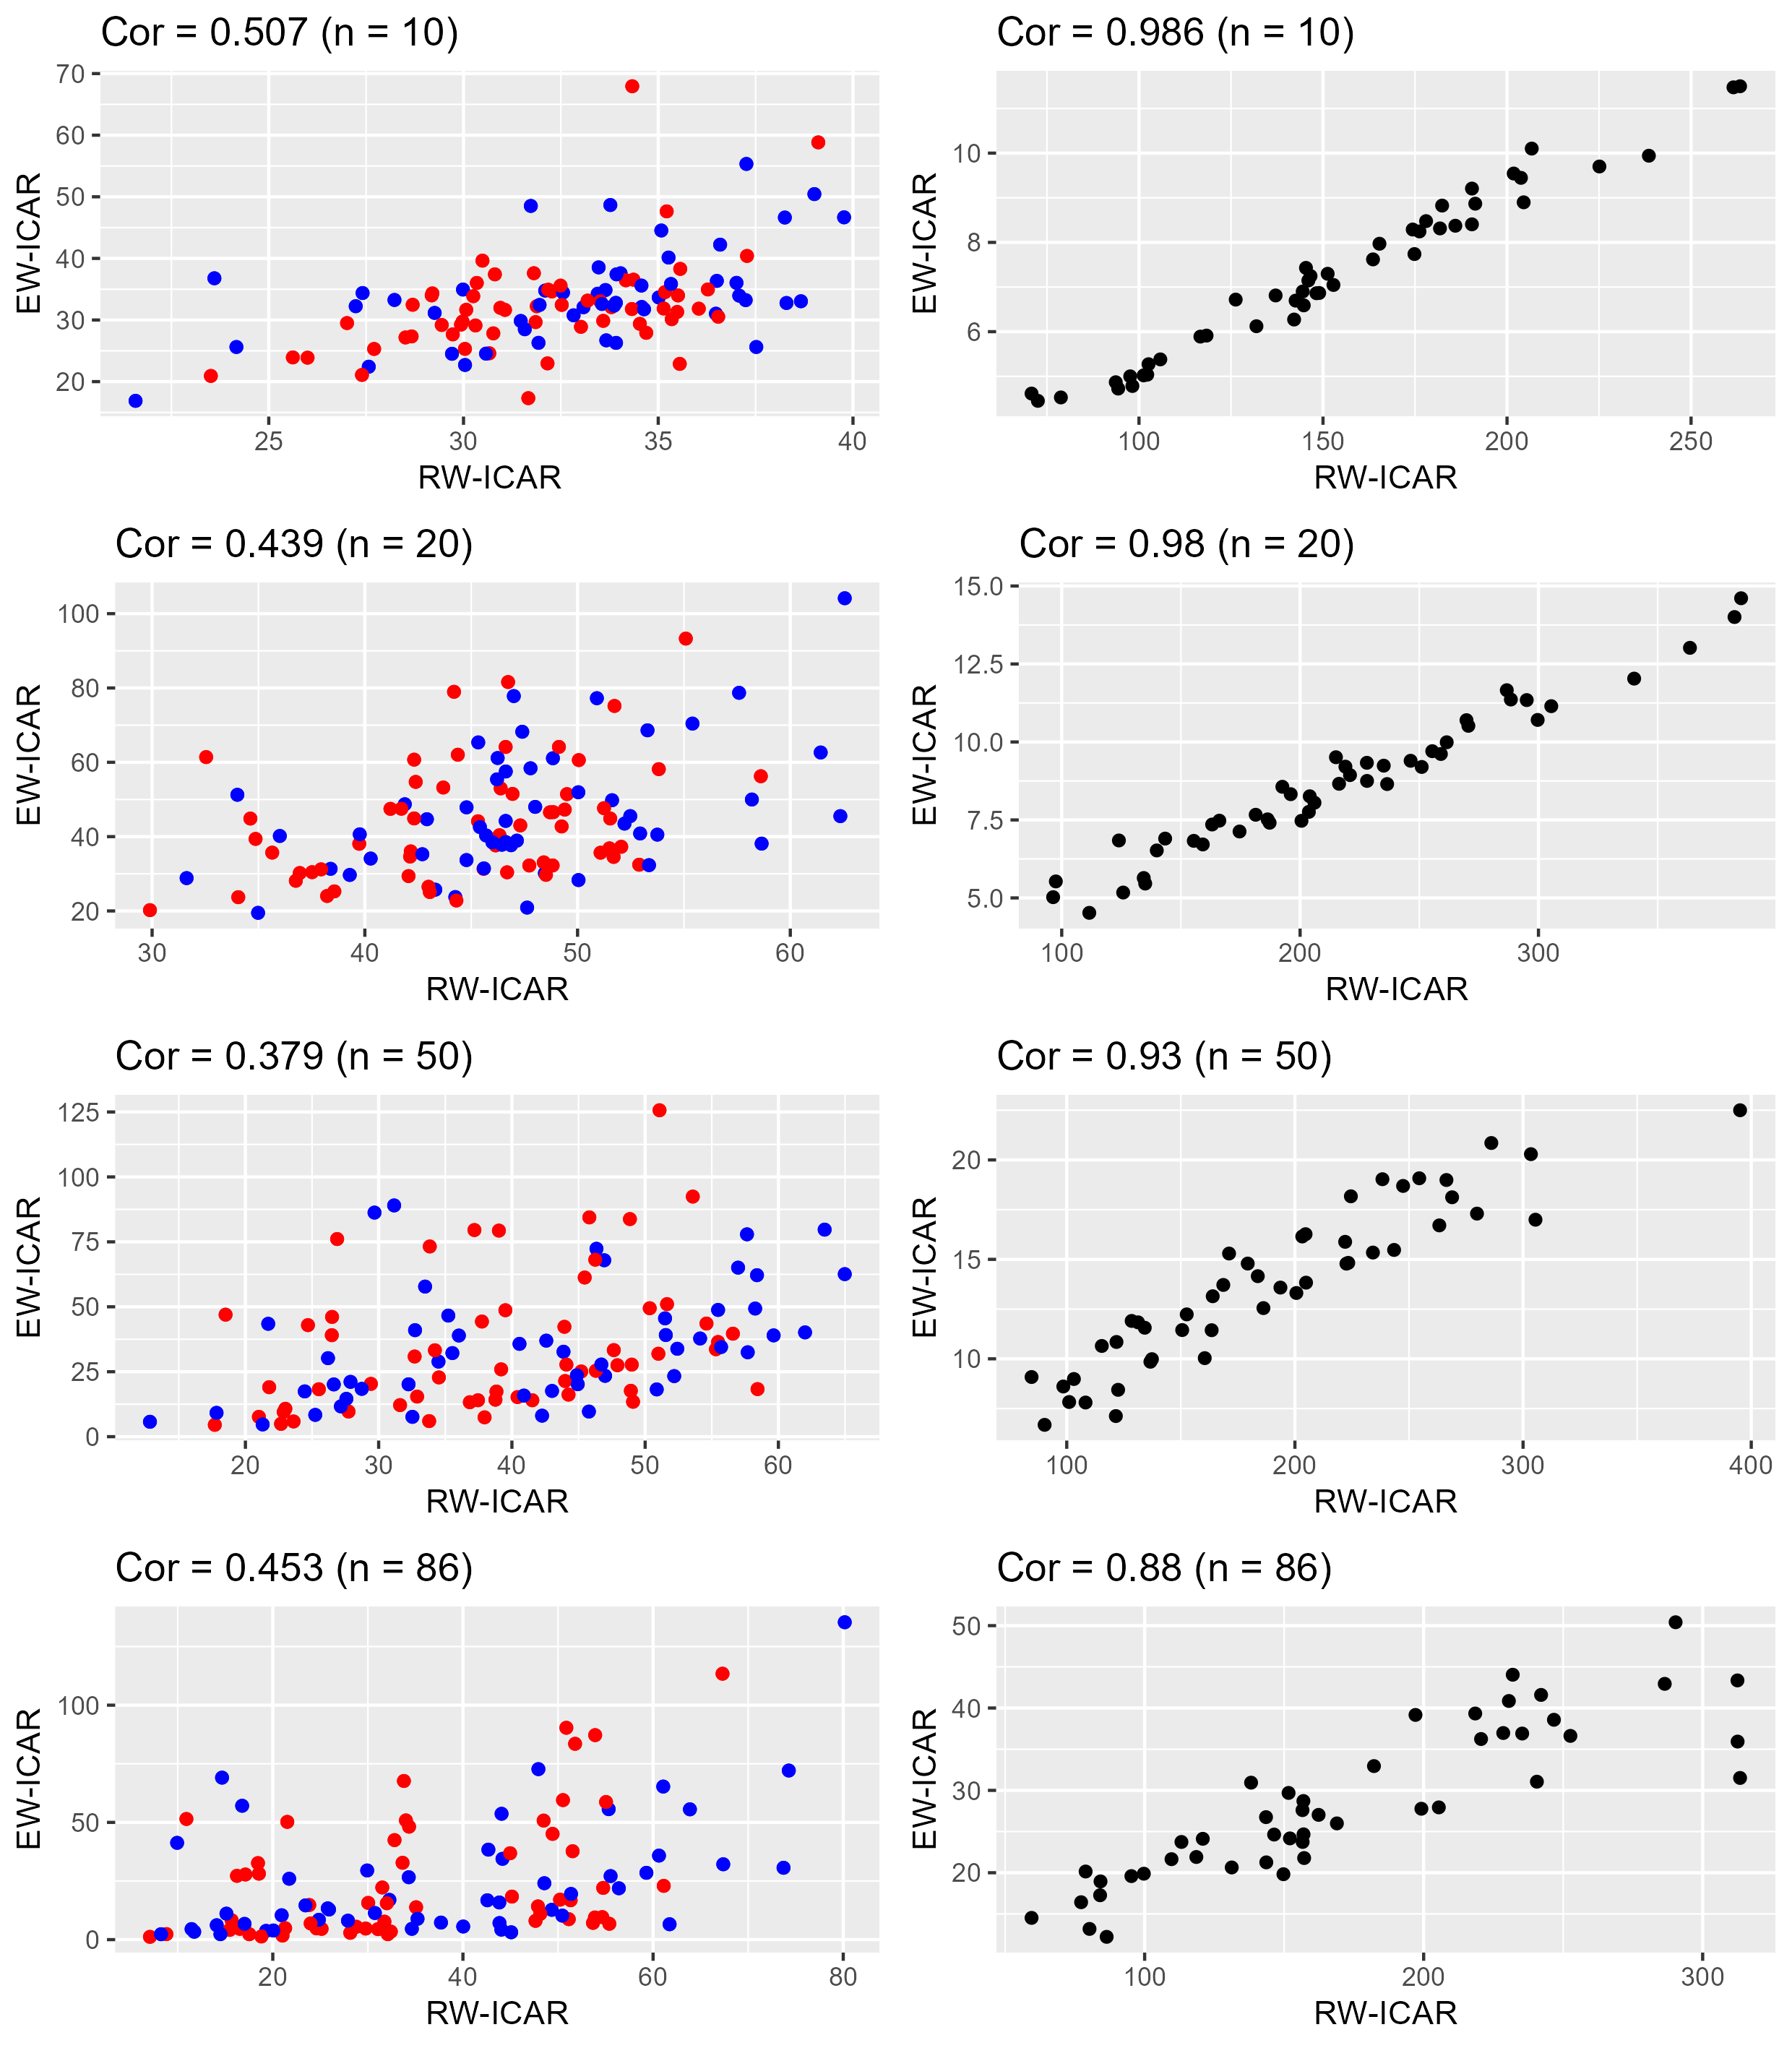 Cor = 0.507 (n = 10)
70
60
50
40
30
20
EW-ICAR
25 30 35 40
RW-ICAR
Cor = 0.986 (n = 10)
10
8
6
EW-ICAR
100 150 200 250
RW-ICAR
Cor = 0.439 (n = 20)
100
80
60
40
20
EW-ICAR
30 40 50 60
RW-ICAR
Cor = 0.98 (n = 20)
15.0
12.5
10.0
7.5
5.0
EW-ICAR
100 200 300
RW-ICAR
Cor = 0.379 (n = 50)
125
100
75
50
25
0
EW-ICAR
20 30 40 50 60
RW-ICAR
Cor = 0.93 (n = 50)
20
15
10
EW-ICAR
100 200 300 400
RW-ICAR
Cor = 0.453 (n = 86)
100
50
0
EW-ICAR
20 40 60 80
RW-ICAR
Cor = 0.88 (n = 86)
50
40
30
20
EW-ICAR
100 200 300
RW-ICAR